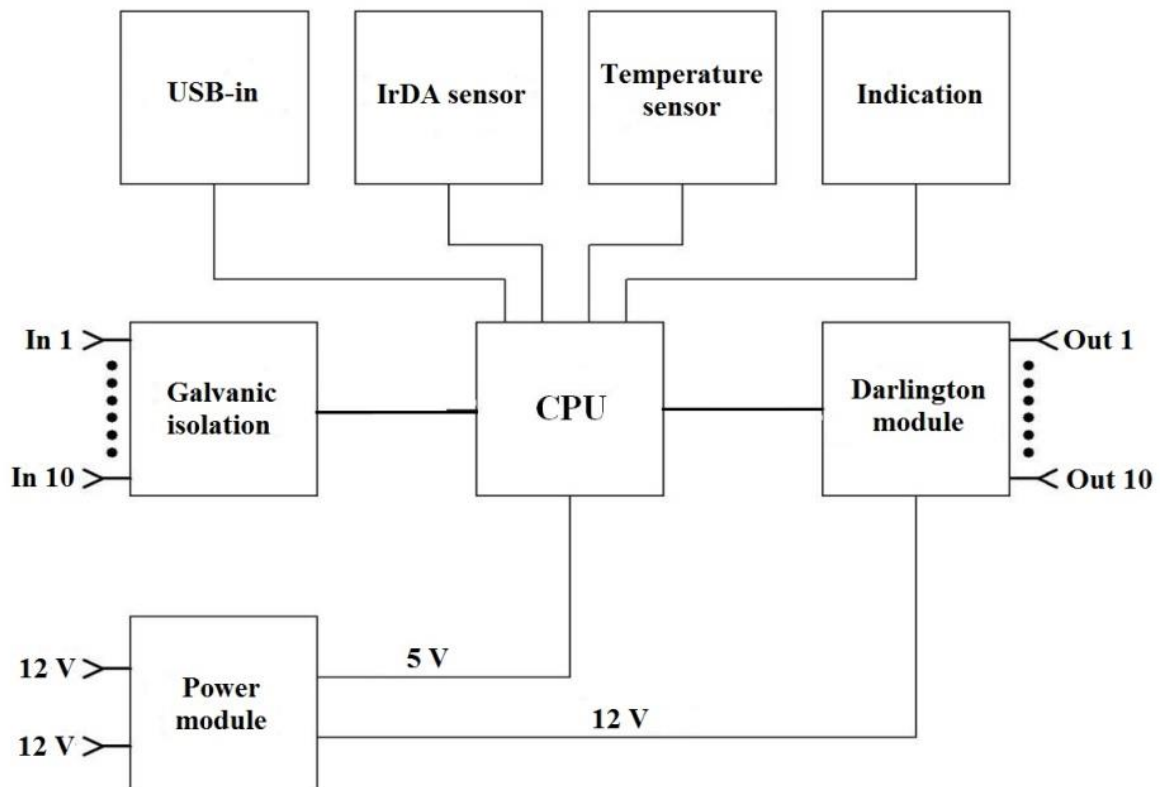 USB-in
IrDA sensor
Temperature
sensor
Indication
In 1
In 10
Galvanic
isolation
CPU
Darlington
module
Out 1
Out 10
12 V
12 V
Power
module
5 V
12 V